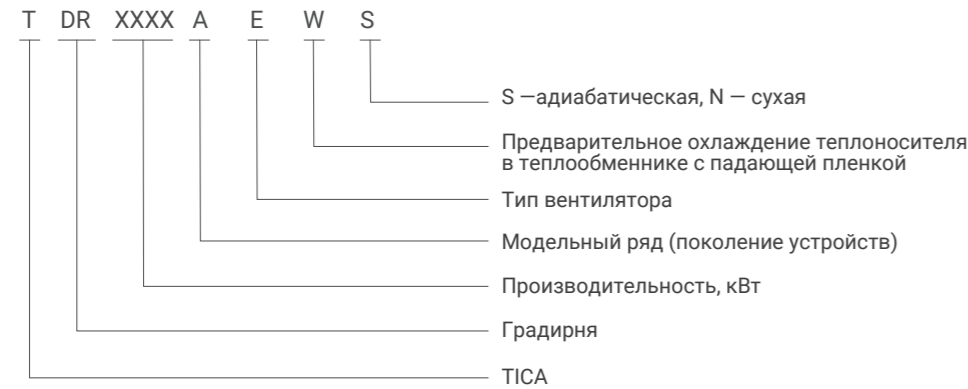 T DR XXXX A E W S
S —адиабатическая, N — сухая
Предварительное охлаждение теплоносителя
в теплообменнике с падающей пленкой
Тип вентилятора
Модельный ряд (поколение устройств)
Производительность, кВт
Градирня
TICA